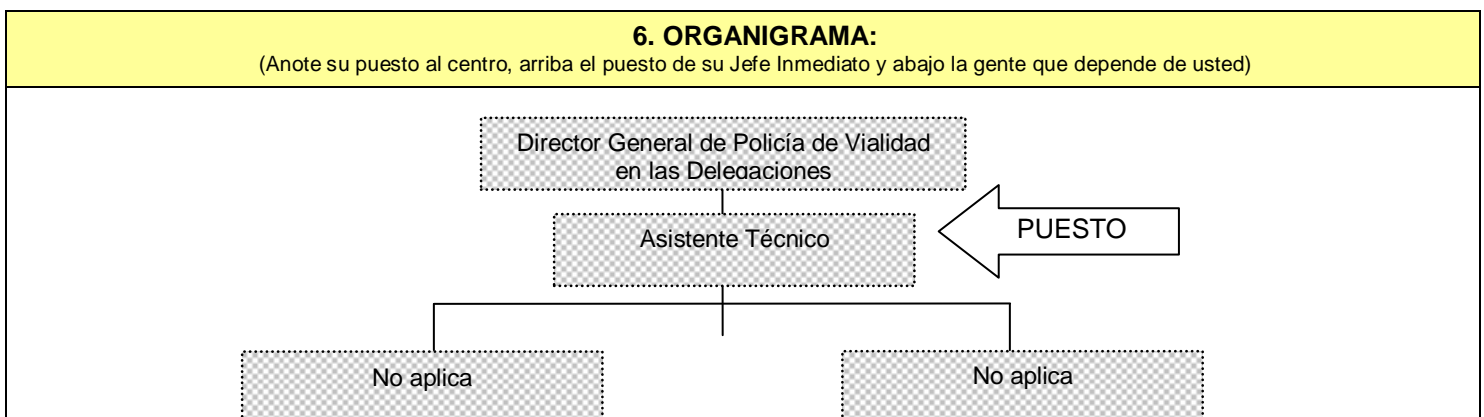 6. ORGANIGRAMA:
(Anote su puesto al centro, arriba el puesto de su Jefe Inmediato y abajo la gente que depende de usted)
Director General de Policía de Vialidad
en las Delegaciones
Asistente Técnico
PUESTO
No aplica
No aplica